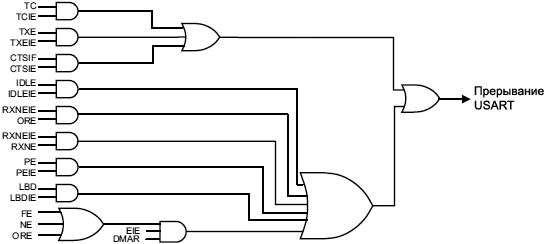 TC
TCIE
TXE
TXEIE
CTSIF
CTSIE
IDLE
IDLEIE
RXNEIE
ORE
RXNEIE
RXNE
PE
PEIE
LBD
LBDIE
FE
NE
ORE
EIE
DMAR
Прерывание
USART